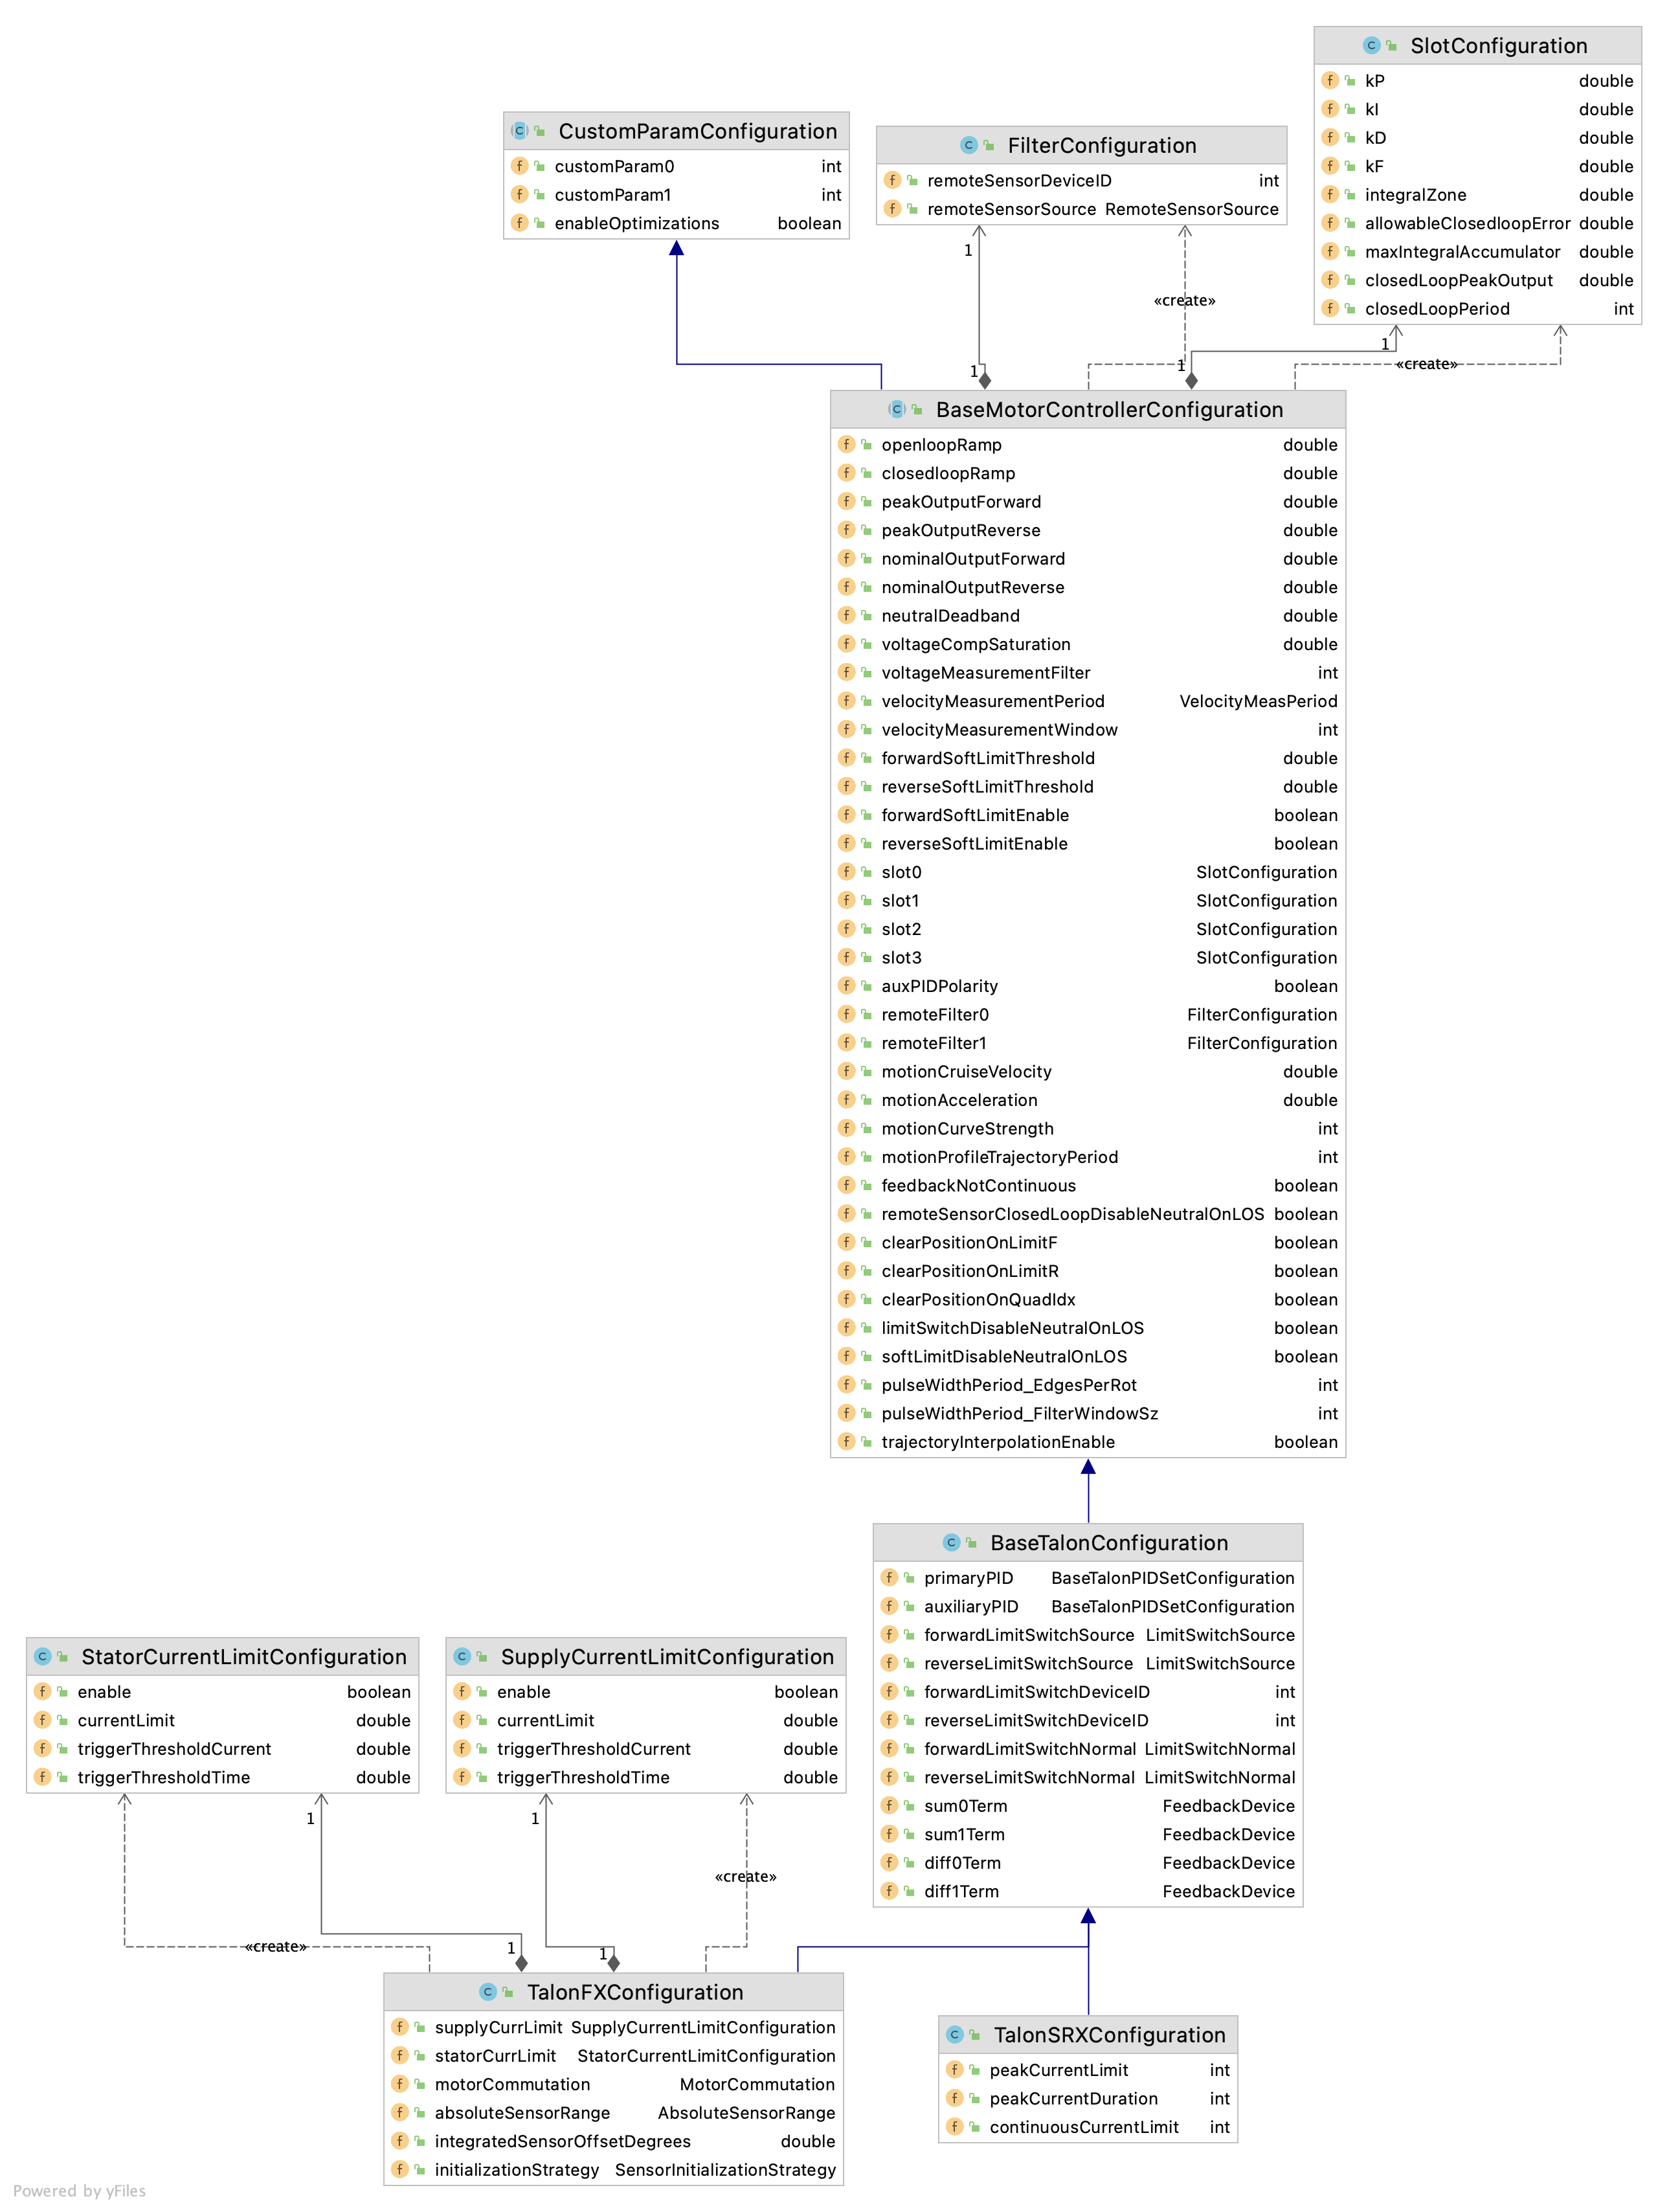 SlotConfiguration
kP double
kI double
kD double
kF double
integralZone double
allowableClosedloopError double
maxIntegralAccumulator double
closedLoopPeakOutput double
closedLoopPeriod int
CustomParamConfiguration
customParam0 int
customParam1 int
enableOptimizations boolean
FilterConfiguration
remoteSensorDeviceID int
remoteSensorSource RemoteSensorSource
1
«create»
1
«create»
1
1
BaseMotorControllerConfiguration
openloopRamp double
closedloopRamp double
peakOutputForward double
peakOutputReverse double
nominalOutputForward double
nominalOutputReverse double
neutralDeadband double
voltageCompSaturation double
voltageMeasurementFilter int
velocityMeasurementPeriod VelocityMeasPeriod
velocityMeasurementWindow int
forwardSoftLimitThreshold double
reverseSoftLimitThreshold double
forwardSoftLimitEnable boolean
reverseSoftLimitEnable boolean
slot0 SlotConfiguration
slot1 SlotConfiguration
slot2 SlotConfiguration
slot3 SlotConfiguration
auxPIDPolarity boolean
remoteFilter0 FilterConfiguration
remoteFilter1 FilterConfiguration
motionCruiseVelocity double
motionAcceleration double
motionCurveStrength int
motionProfileTrajectoryPeriod int
feedbackNotContinuous boolean
remoteSensorClosedLoopDisableNeutralOnLOS boolean
clearPositionOnLimitF boolean
clearPositionOnLimitR boolean
clearPositionOnQuadIdx boolean
limitSwitchDisableNeutralOnLOS boolean
softLimitDisableNeutralOnLOS boolean
pulseWidthPeriod_EdgesPerRot int
pulseWidthPeriod_FilterWindowSz int
trajectoryInterpolationEnable boolean
BaseTalonConfiguration
primaryPID BaseTalonPIDSetConfiguration
auxiliaryPID BaseTalonPIDSetConfiguration
forwardLimitSwitchSource LimitSwitchSource
reverseLimitSwitchSource LimitSwitchSource
forwardLimitSwitchDeviceID int
reverseLimitSwitchDeviceID int
forwardLimitSwitchNormal LimitSwitchNormal
reverseLimitSwitchNormal LimitSwitchNormal
sum0Term FeedbackDevice
sum1Term FeedbackDevice
diff0Term FeedbackDevice
diff1Term FeedbackDevice
StatorCurrentLimitConfiguration
enable boolean
currentLimit double
triggerThresholdCurrent double
triggerThresholdTime double
SupplyCurrentLimitConfiguration
enable boolean
currentLimit double
triggerThresholdCurrent double
triggerThresholdTime double
1
1
«create»
«create»
1
1
TalonFXConfiguration
supplyCurrLimit SupplyCurrentLimitConfiguration
statorCurrLimit StatorCurrentLimitConfiguration
motorCommutation MotorCommutation
absoluteSensorRange AbsoluteSensorRange
integratedSensorOffsetDegrees double
initializationStrategy SensorInitializationStrategy
TalonSRXConfiguration
peakCurrentLimit int
peakCurrentDuration int
continuousCurrentLimit int
Powered by yFiles